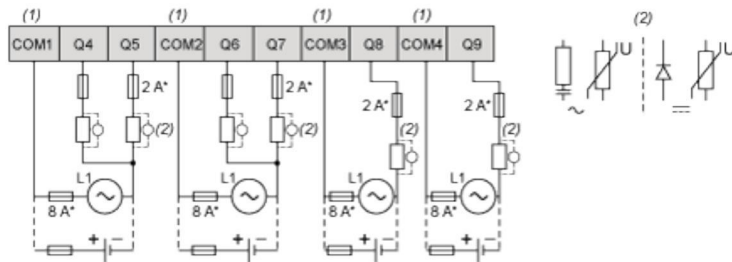 (1) (1) (1) (1) (2)
COM1 Q4 Q5 COM2 Q6 Q7 COM3 Q8 COM4 Q9
U U
2 A* 2 A*
2 A* 2 A*
(2) (2) (2) (2)
L1 L1 L1 L1
8 A* 8 A* 8 A* 8 A*
+ − + − + − + −